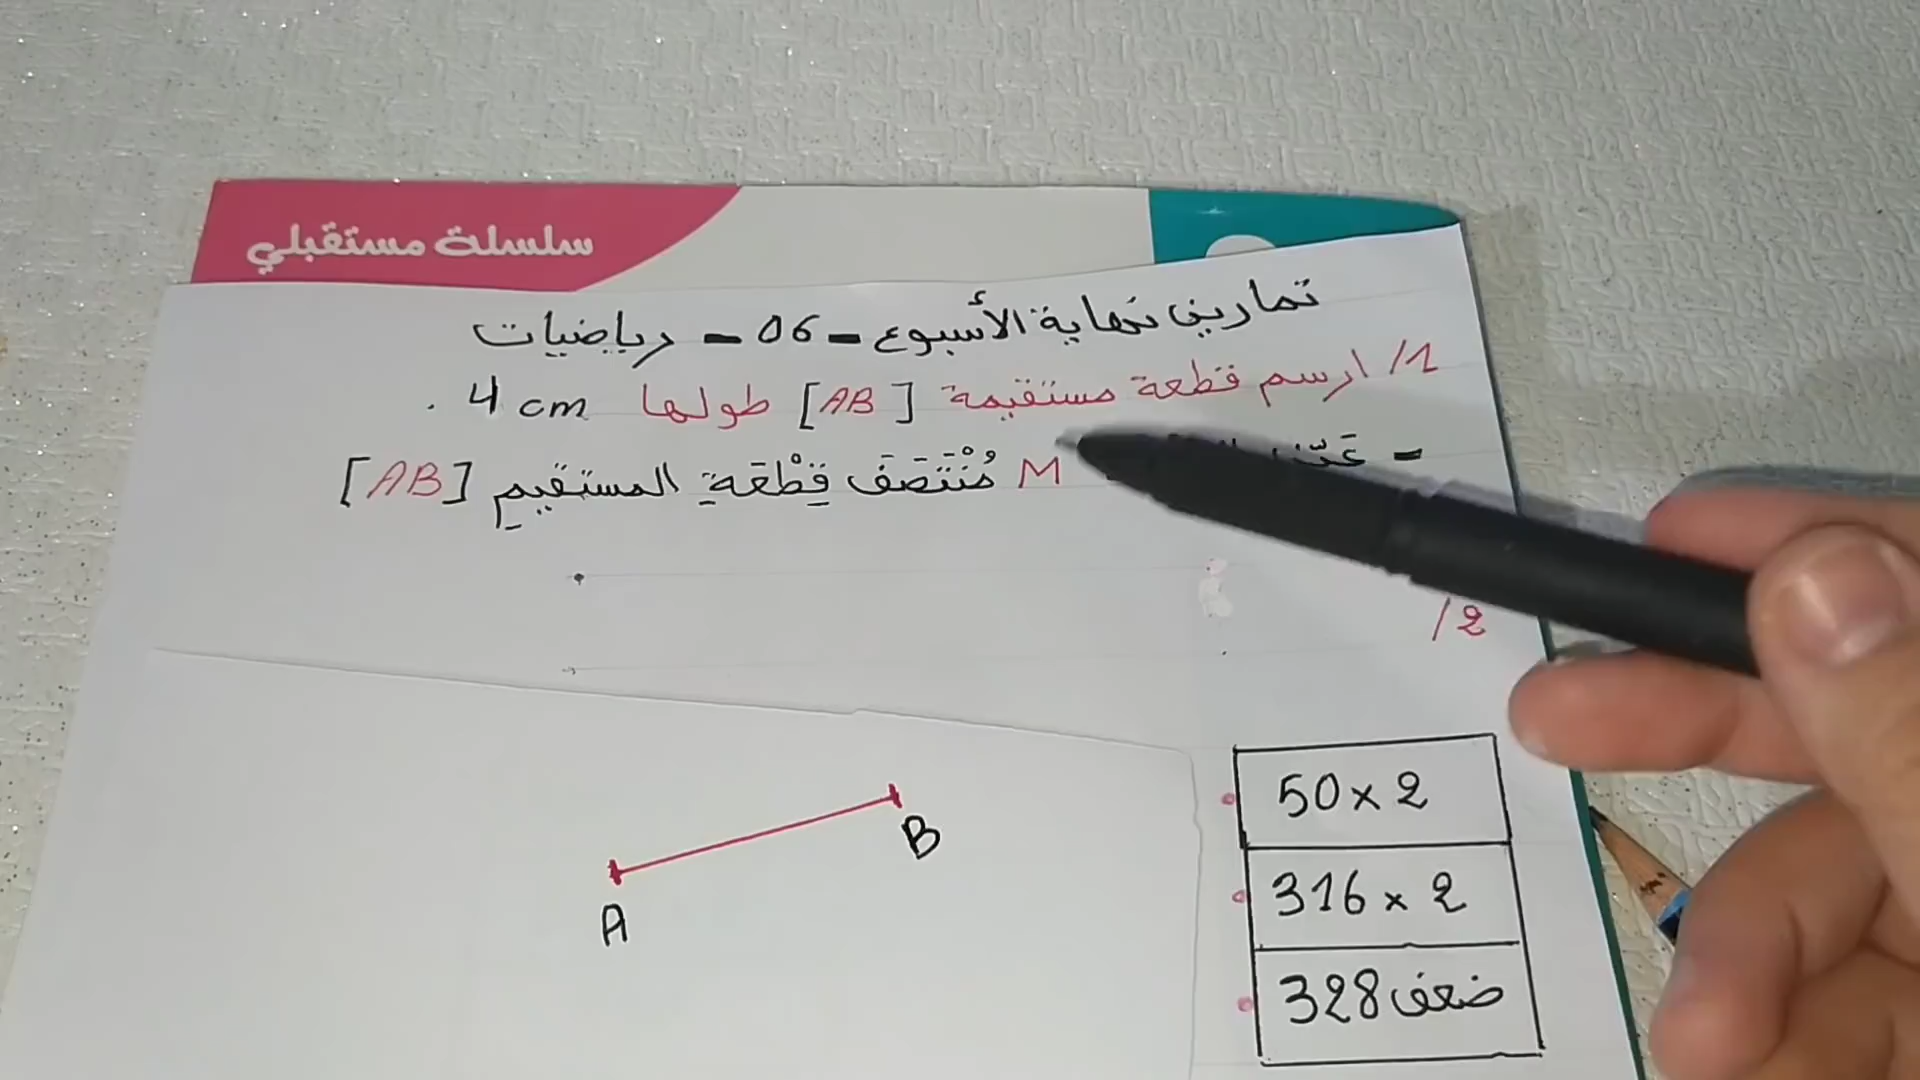 سلسلة مستقبلي
تمارين نهاية الأسبوع - 06 - رياضيات
1/ ارسم قطعة مستقيمة [AB] طولها 4 cm .
- عَيّن M مُنْتَصَفَ قِطْعَةِ المستقيمِ [AB]
2/
50 x 2
316 x 2
ضعف 328
A
B